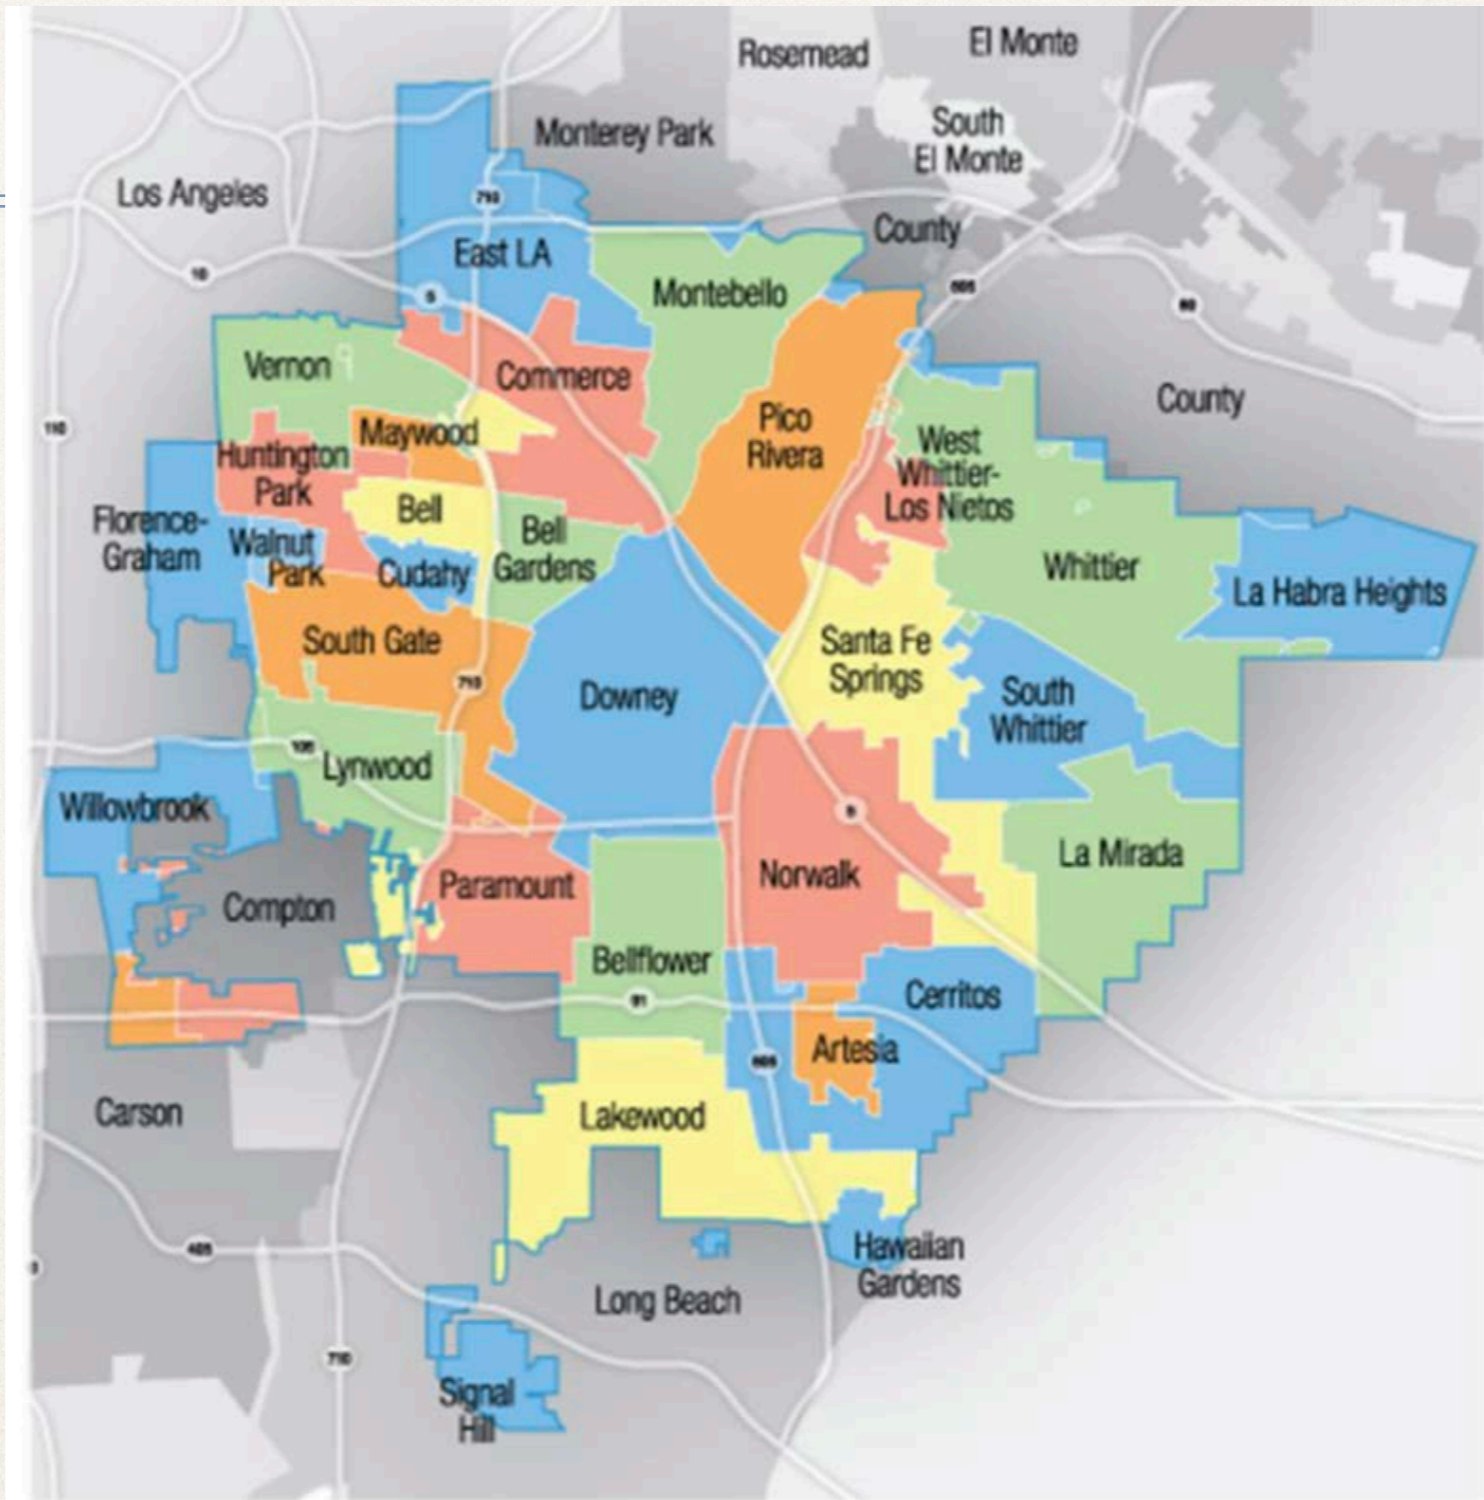 Rosemead
El Monte
Monterey Park
South
El Monte
Los Angeles
710
County
East LA
10
5
Montebello
605
60
Vernon
Commerce
County
110
Maywood
Pico
Rivera
West
Whittier-
Los Nietos
Huntington
Park
Bell
Florence-
Graham
Walnut
Park
Cudahy
Bell
Gardens
Whittier
La Habra Heights
South Gate
Santa Fe
Springs
710
Downey
South
Whittier
105
Lynwood
Willowbrook
5
La Mirada
Compton
Paramount
Norwalk
Bellflower
91
Cerritos
Artesia
605
Carson
Lakewood
405
Hawaiian
Gardens
Long Beach
710
Signal
Hill